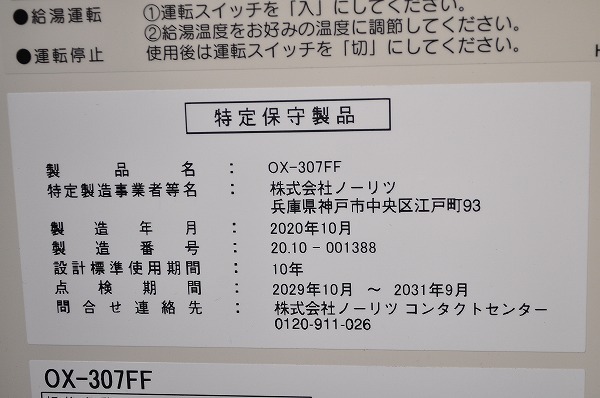 ●給湯運転 ①運転スイッチを「入」にしてください。
②給湯温度をお好みの温度に調節してください。
●運転停止 使用後は運転スイッチを「切」にしてください。
特定保守製品
製品名 : OX-307FF
特定製造事業者等名 : 株式会社ノーリツ
兵庫県神戸市中央区江戸町93
製造年月 : 2020年10月
製造番号 : 20.10-001388
設計標準使用期間 : 10年
点検期間 : 2029年10月 ～ 2031年9月
問合せ連絡先 : 株式会社ノーリツ コンタクトセンター
0120-911-026
OX-307FF